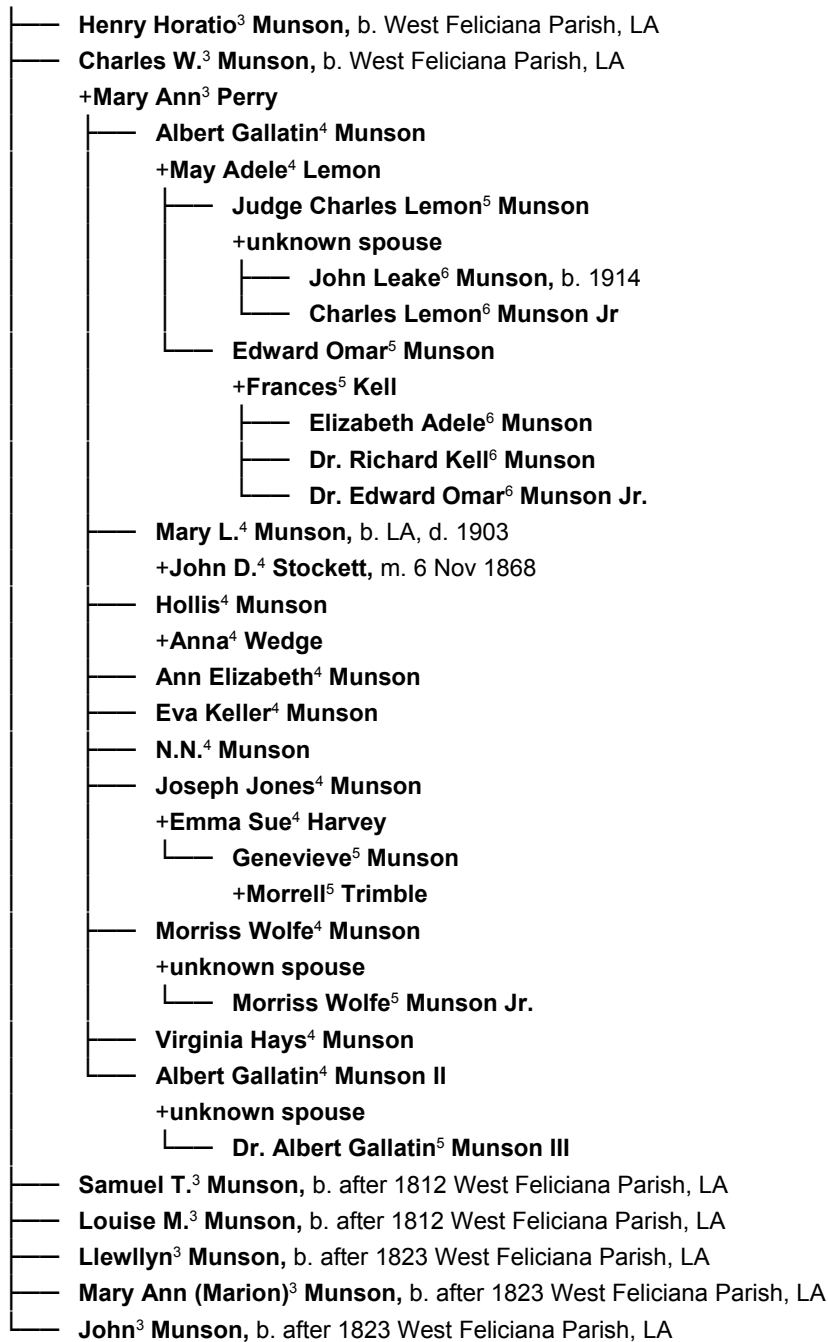 Henry Horatio³ Munson, b. West Feliciana Parish, LA
Charles W.³ Munson, b. West Feliciana Parish, LA
+Mary Ann³ Perry
Albert Gallatin⁴ Munson
+May Adele⁴ Lemon
Judge Charles Lemon⁵ Munson
+unknown spouse
John Leake⁶ Munson, b. 1914
Charles Lemon⁶ Munson Jr
Edward Omar⁵ Munson
+Frances⁵ Kell
Elizabeth Adele⁶ Munson
Dr. Richard Kell⁶ Munson
Dr. Edward Omar⁶ Munson Jr.
Mary L.⁴ Munson, b. LA, d. 1903
+John D.⁴ Stockett, m. 6 Nov 1868
Hollis⁴ Munson
+Anna⁴ Wedge
Ann Elizabeth⁴ Munson
Eva Keller⁴ Munson
N.N.⁴ Munson
Joseph Jones⁴ Munson
+Emma Sue⁴ Harvey
Genevieve⁵ Munson
+Morrell⁵ Trimble
Morriss Wolfe⁴ Munson
+unknown spouse
Morriss Wolfe⁵ Munson Jr.
Virginia Hays⁴ Munson
Albert Gallatin⁴ Munson II
+unknown spouse
Dr. Albert Gallatin⁵ Munson III
Samuel T.³ Munson, b. after 1812 West Feliciana Parish, LA
Louise M.³ Munson, b. after 1812 West Feliciana Parish, LA
Llewllyn³ Munson, b. after 1823 West Feliciana Parish, LA
Mary Ann (Marion)³ Munson, b. after 1823 West Feliciana Parish, LA
John³ Munson, b. after 1823 West Feliciana Parish, LA